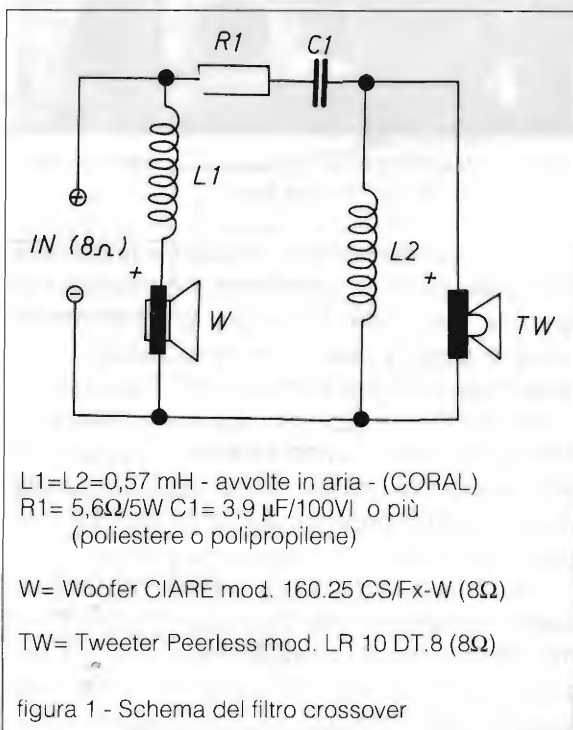 R1
C1
L1
IN (8Ω)
L2
+
+
W
TW
L1=L2=0,57 mH - avvolte in aria - (CORAL)
R1= 5,6Ω/5W C1= 3,9 µF/100Vl o più
(poliestere o polipropilene)
W= Woofer CIARE mod. 160.25 CS/Fx-W (8Ω)
TW= Tweeter Peerless mod. LR 10 DT.8 (8Ω)
figura 1 - Schema del filtro crossover